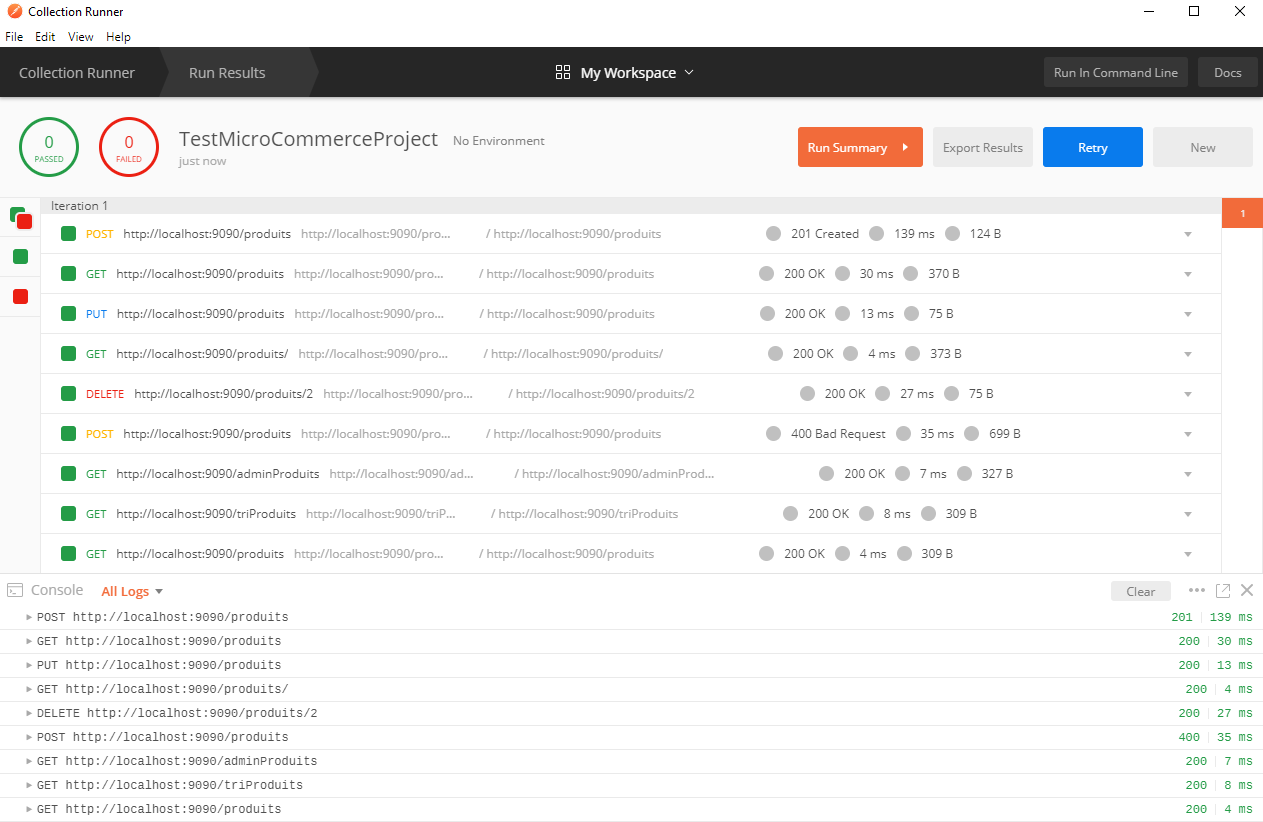 Collection Runner
File Edit View Help
Collection Runner Run Results My Workspace Run In Command Line Docs
0 PASSED 0 FAILED TestMicroCommerceProject No Environment just now Run Summary Export Results Retry New
Iteration 1 1
POST http://localhost:9090/produits http://localhost:9090/pro... / http://localhost:9090/produits 201 Created 139 ms 124 B
GET http://localhost:9090/produits http://localhost:9090/pro... / http://localhost:9090/produits 200 OK 30 ms 370 B
PUT http://localhost:9090/produits http://localhost:9090/pro... / http://localhost:9090/produits 200 OK 13 ms 75 B
GET http://localhost:9090/produits/ http://localhost:9090/pro... / http://localhost:9090/produits/ 200 OK 4 ms 373 B
DELETE http://localhost:9090/produits/2 http://localhost:9090/pro... / http://localhost:9090/produits/2 200 OK 27 ms 75 B
POST http://localhost:9090/produits http://localhost:9090/pro... / http://localhost:9090/produits 400 Bad Request 35 ms 699 B
GET http://localhost:9090/adminProduits http://localhost:9090/ad... / http://localhost:9090/adminProd... 200 OK 7 ms 327 B
GET http://localhost:9090/triProduits http://localhost:9090/triP... / http://localhost:9090/triProduits 200 OK 8 ms 309 B
GET http://localhost:9090/produits http://localhost:9090/pro... / http://localhost:9090/produits 200 OK 4 ms 309 B
Console All Logs Clear
POST http://localhost:9090/produits 201 139 ms
GET http://localhost:9090/produits 200 30 ms
PUT http://localhost:9090/produits 200 13 ms
GET http://localhost:9090/produits/ 200 4 ms
DELETE http://localhost:9090/produits/2 200 27 ms
POST http://localhost:9090/produits 400 35 ms
GET http://localhost:9090/adminProduits 200 7 ms
GET http://localhost:9090/triProduits 200 8 ms
GET http://localhost:9090/produits 200 4 ms